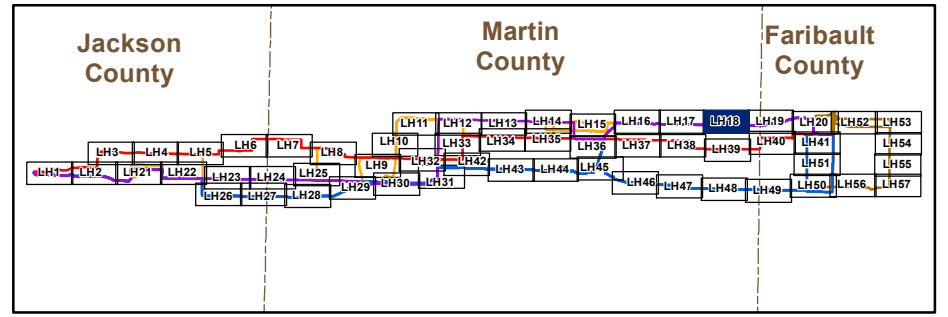 Jackson
County
Martin
County
Faribault
County
LH11 LH12 LH13 LH14 LH15 LH16 LH17 LH18 LH19 LH20 LH52 LH53
LH10 LH33 LH34 LH35 LH36 LH37 LH38 LH39 LH40 LH41 LH54
LH3 LH4 LH5 LH6 LH7 LH8 LH9 LH32 LH42 LH51 LH55
LH1 LH2 LH21 LH22 LH23 LH24 LH25 LH29 LH30 LH31 LH43 LH44 LH45 LH46 LH47 LH48 LH49 LH50 LH56 LH57
LH26 LH27 LH28